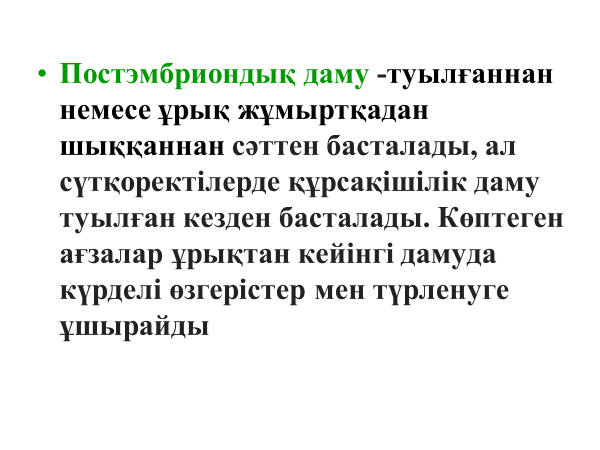 • Постэмбриондық даму -туылғаннан
немесе ұрық жұмыртқадан
шыққаннан сәттен басталады, ал
сүтқоректілерде құрсақішілік даму
туылған кезден басталады. Көптеген
ағзалар ұрықтан кейінгі дамуда
күрделі өзгерістер мен түрленуге
ұшырайды